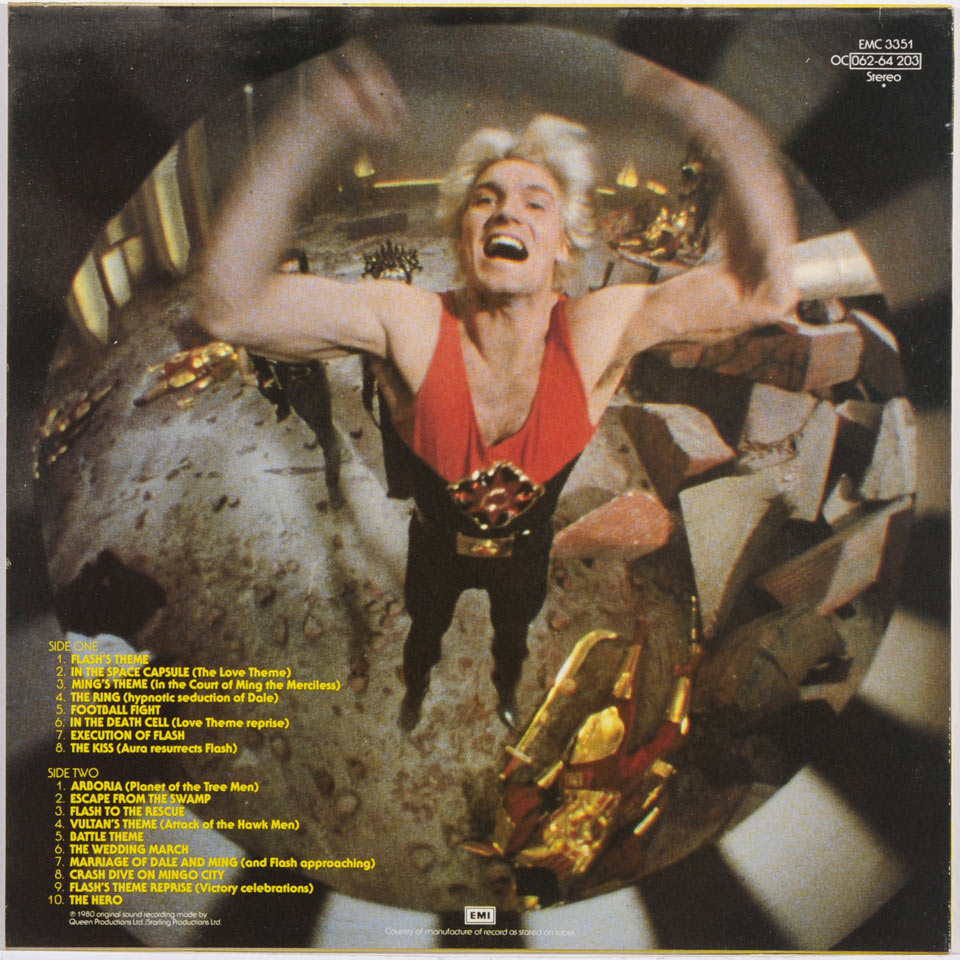 EMC 3351
OC 062-64 203
Stereo
SIDE ONE
1. FLASH'S THEME
2. IN THE SPACE CAPSULE (The Love Theme)
3. MING'S THEME (in the Court of Ming the Merciless)
4. THE RING (hypnotic seduction of Dale)
5. FOOTBALL FIGHT
6. IN THE DEATH CELL (Love Theme reprise)
7. EXECUTION OF FLASH
8. THE KISS (Aura resurrects Flash)
SIDE TWO
1. ARBORIA (Planet of the Tree Men)
2. ESCAPE FROM THE SWAMP
3. FLASH TO THE RESCUE
4. VULTAN'S THEME (Attack of the Hawk Men)
5. BATTLE THEME
6. THE WEDDING MARCH
7. MARRIAGE OF DALE AND MING (and Flash approaching)
8. CRASH DIVE ON MINGO CITY
9. FLASH'S THEME REPRISE (Victory celebrations)
10. THE HERO
℗ 1980 original sound recording made by
Queen Productions Ltd./Starling Productions Ltd.
EMI
Country of manufacture of record as stated on label.